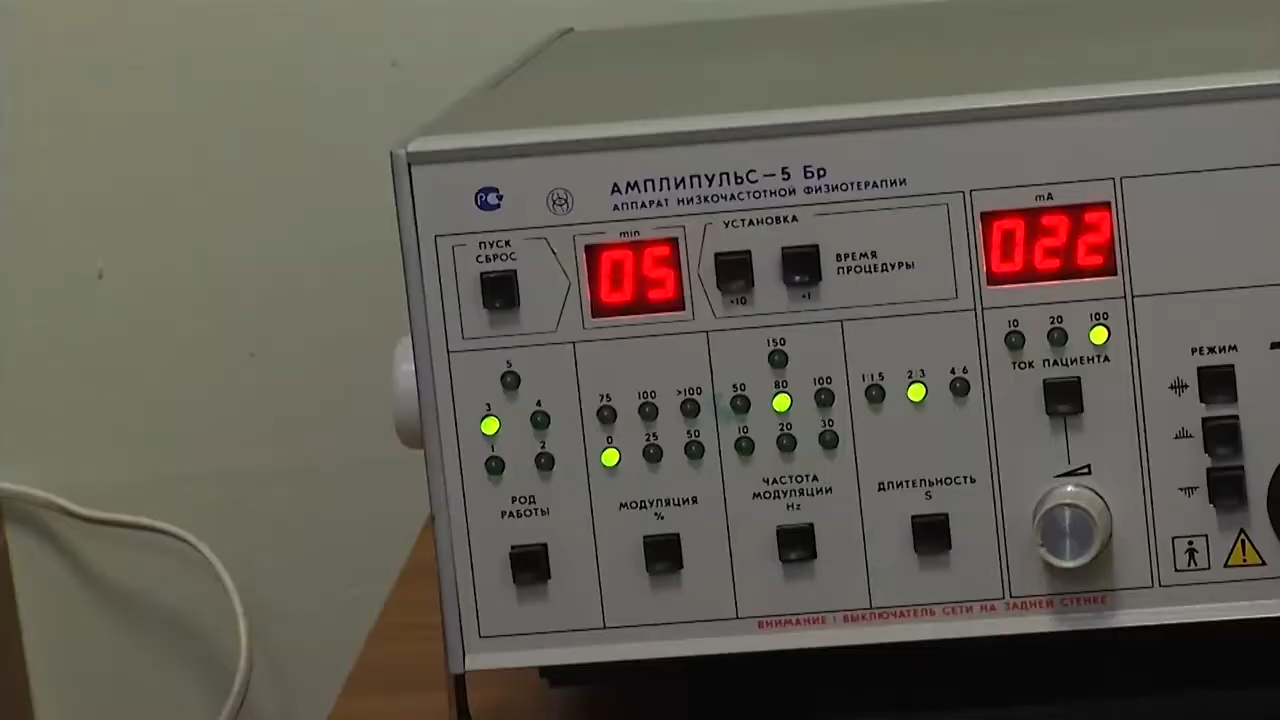 АМПЛИПУЛЬС-5 Бр
АППАРАТ НИЗКОЧАСТОТНОЙ ФИЗИОТЕРАПИИ
РС
ПУСК
СБРОС
min
05
УСТАНОВКА
×10
×1
ВРЕМЯ
ПРОЦЕДУРЫ
mA
022
10 20 100
ТОК ПАЦИЕНТА
РЕЖИМ
5
3 4
1 2
РОД
РАБОТЫ
75 100 >100
0 25 50
МОДУЛЯЦИЯ
%
150
50 80 100
10 20 30
ЧАСТОТА
МОДУЛЯЦИИ
Hz
1:1.5 2:3 4:6
ДЛИТЕЛЬНОСТЬ
S
ВНИМАНИЕ ! ВЫКЛЮЧАТЕЛЬ СЕТИ НА ЗАДНЕЙ СТЕНКЕ